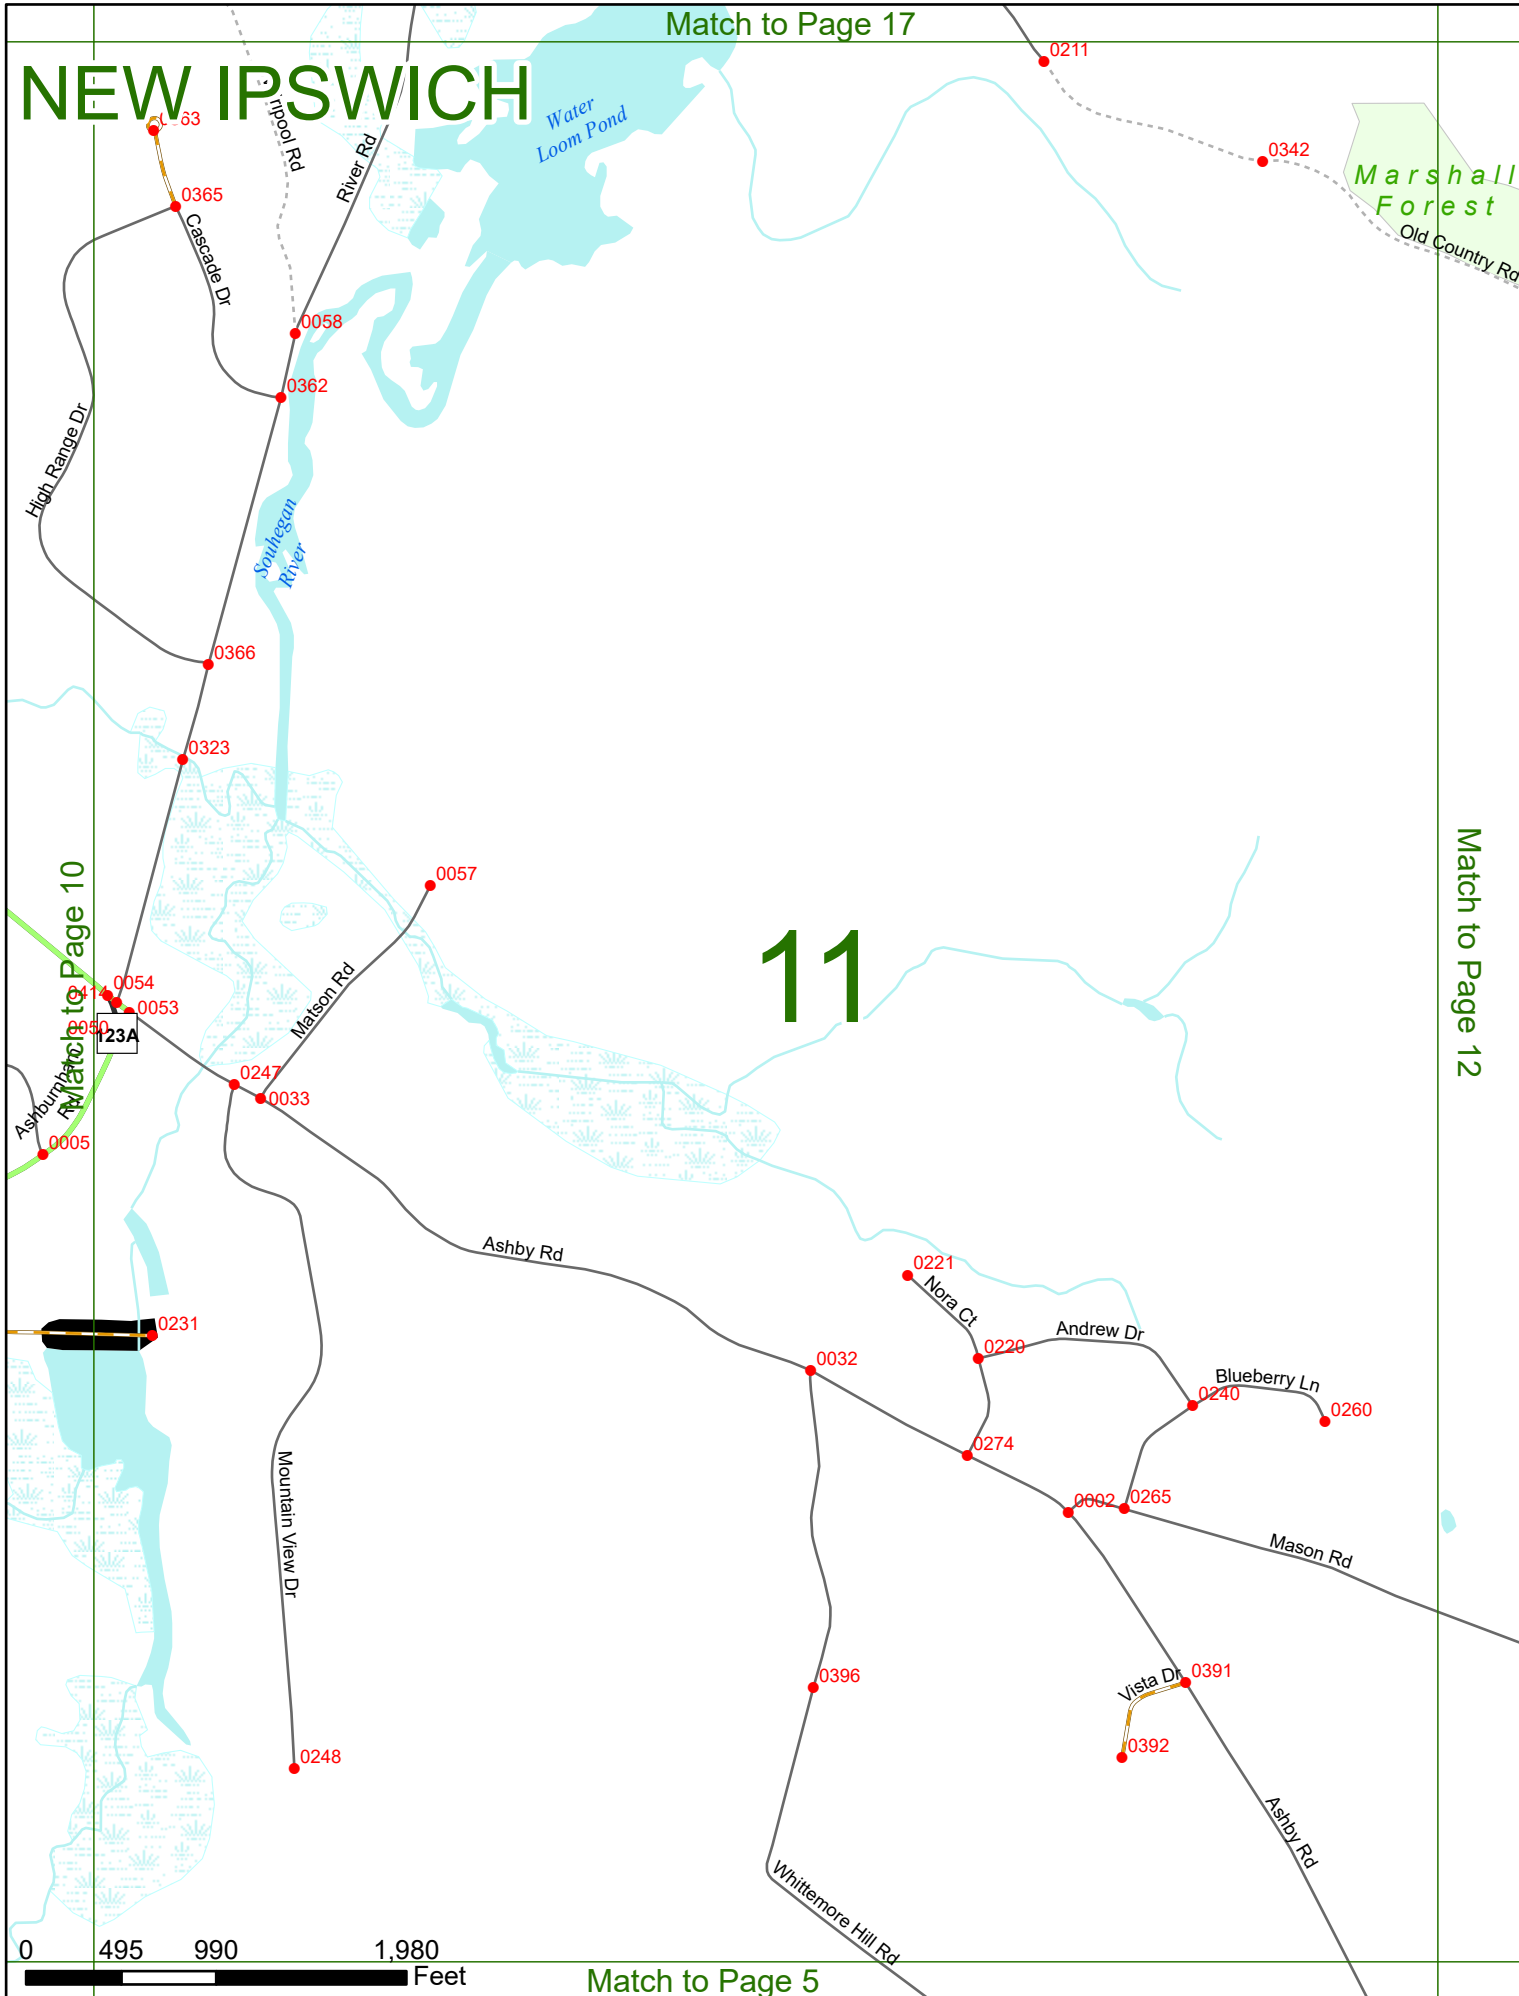 Match to Page 17
0211
NEW IPSWICH
Water
Loom Pond
River Rd
0342
Marshall
Forest
0365
Cascade Dr
Old Country Rd
0058
0362
High Range Dr
Souhegan
River
0366
0323
Match to Page 10
0057
Match to Page 12
11
Matson Rd
0054
0414
0053
0050
123A
Ashburnham
Rd
0247
0033
0005
Ashby Rd
0221
Nora Ct
0231
Andrew Dr
0220
0032
Blueberry Ln
0240
0260
0274
Mountain View Dr
0002
0265
Mason Rd
0396
Vista Dr
0391
0392
0248
Ashby Rd
Whittemore Hill Rd
0 495 990 1,980
Feet
Match to Page 5